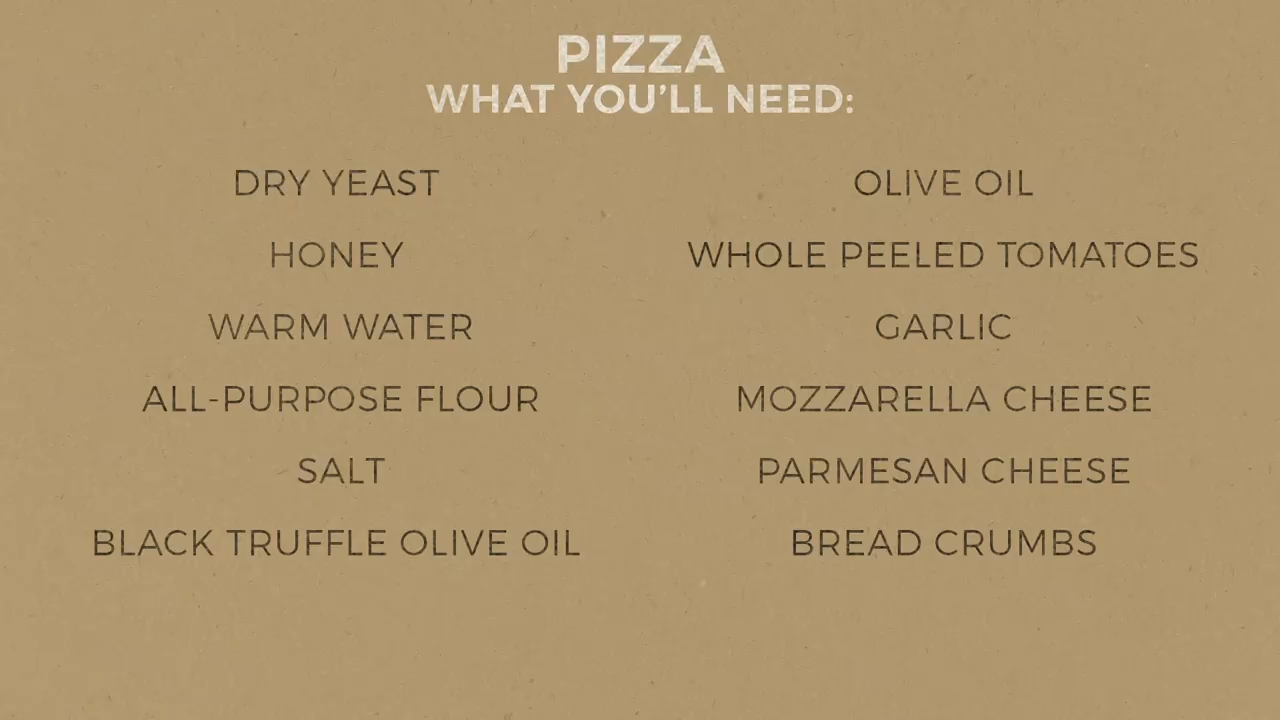 PIZZA
WHAT YOU'LL NEED:
DRY YEAST
HONEY
WARM WATER
ALL-PURPOSE FLOUR
SALT
BLACK TRUFFLE OLIVE OIL
OLIVE OIL
WHOLE PEELED TOMATOES
GARLIC
MOZZARELLA CHEESE
PARMESAN CHEESE
BREAD CRUMBS